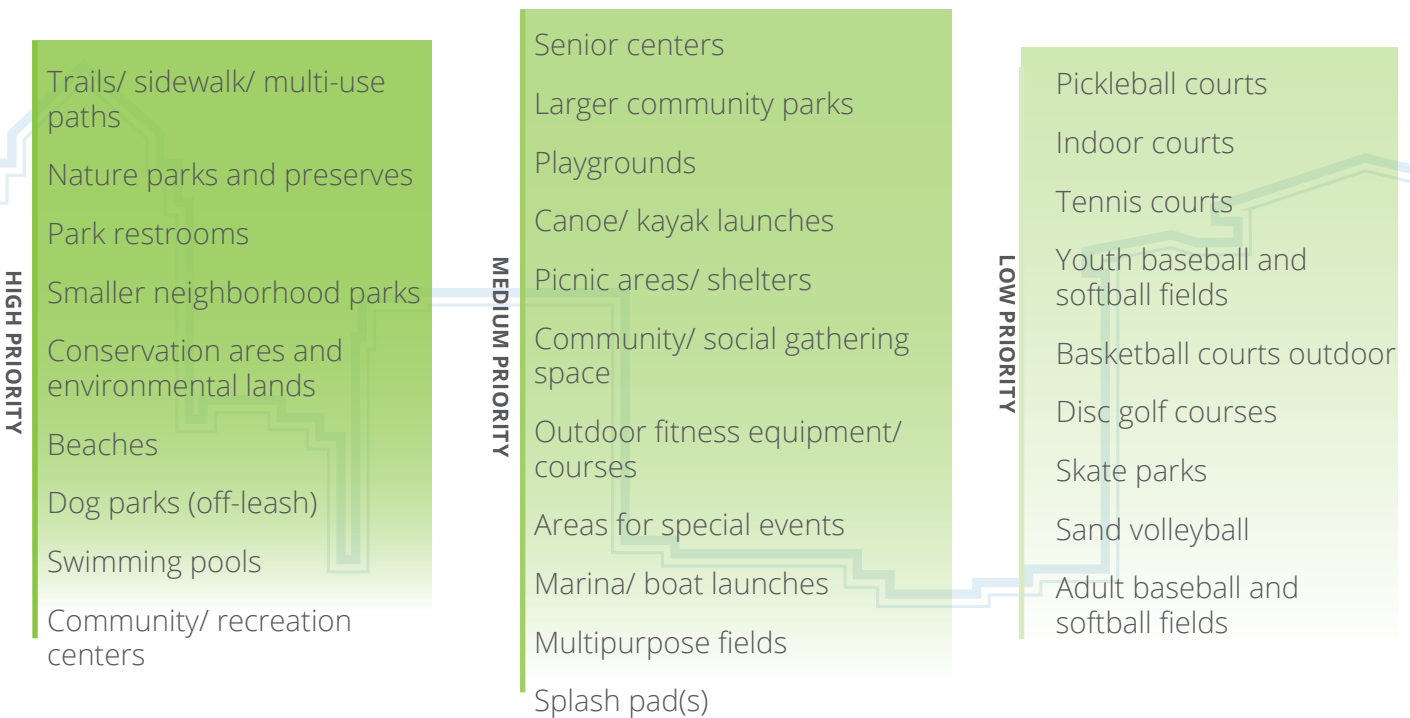 HIGH PRIORITY
Trails/ sidewalk/ multi-use
paths
Nature parks and preserves
Park restrooms
Smaller neighborhood parks
Conservation ares and
environmental lands
Beaches
Dog parks (off-leash)
Swimming pools
Community/ recreation
centers
MEDIUM PRIORITY
Senior centers
Larger community parks
Playgrounds
Canoe/ kayak launches
Picnic areas/ shelters
Community/ social gathering
space
Outdoor fitness equipment/
courses
Areas for special events
Marina/ boat launches
Multipurpose fields
Splash pad(s)
LOW PRIORITY
Pickleball courts
Indoor courts
Tennis courts
Youth baseball and
softball fields
Basketball courts outdoor
Disc golf courses
Skate parks
Sand volleyball
Adult baseball and
softball fields